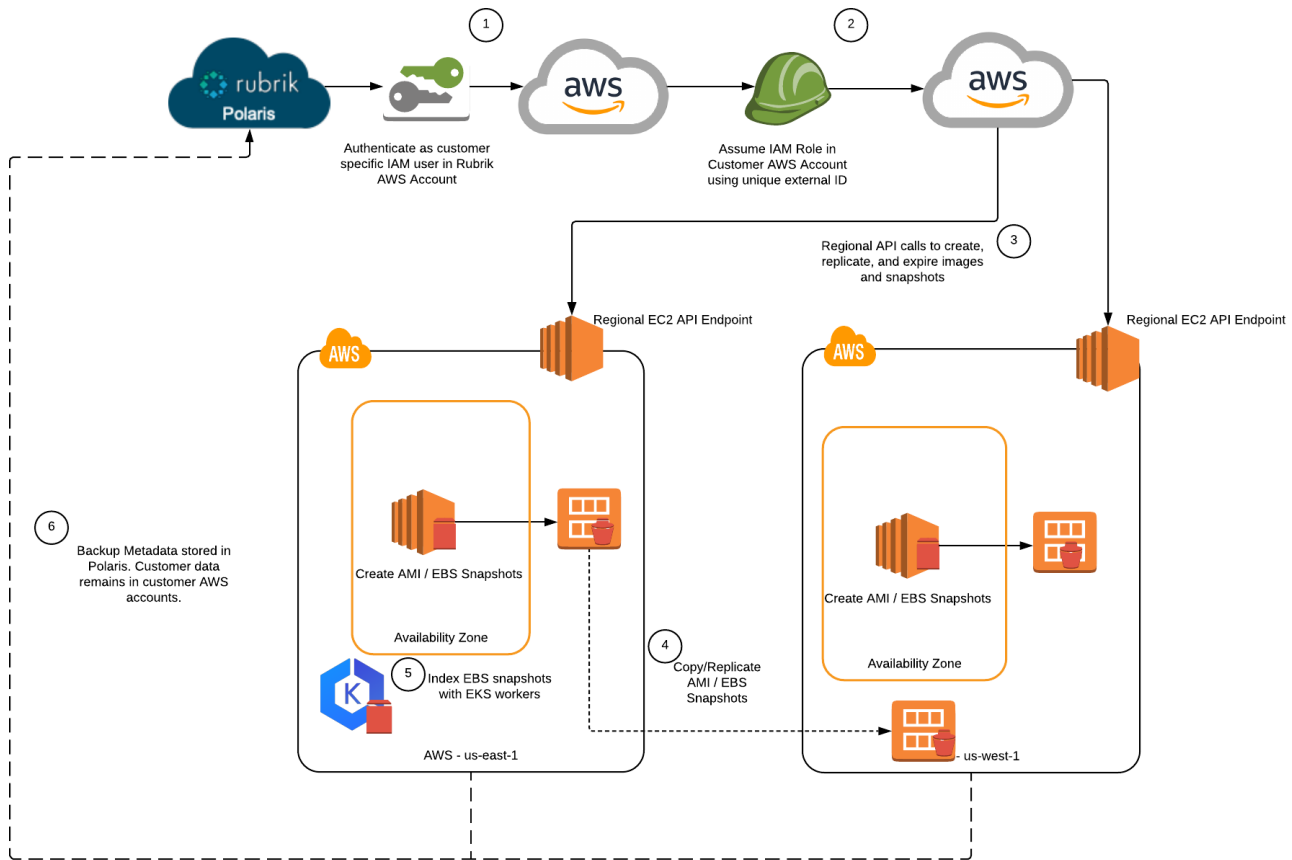 1
2
rubrik
Polaris
aws
aws
Authenticate as customer
specific IAM user in Rubrik
AWS Account
Assume IAM Role in
Customer AWS Account
using unique external ID
3
Regional API calls to create,
replicate, and expire images
and snapshots
Regional EC2 API Endpoint
Regional EC2 API Endpoint
AWS
AWS
6
Backup Metadata stored in
Polaris. Customer data
remains in customer AWS
accounts.
Create AMI / EBS Snapshots
Availability Zone
Create AMI / EBS Snapshots
Availability Zone
4
Copy/Replicate
AMI / EBS
Snapshots
5
Index EBS snapshots
with EKS workers
K
AWS - us-east-1
- us-west-1